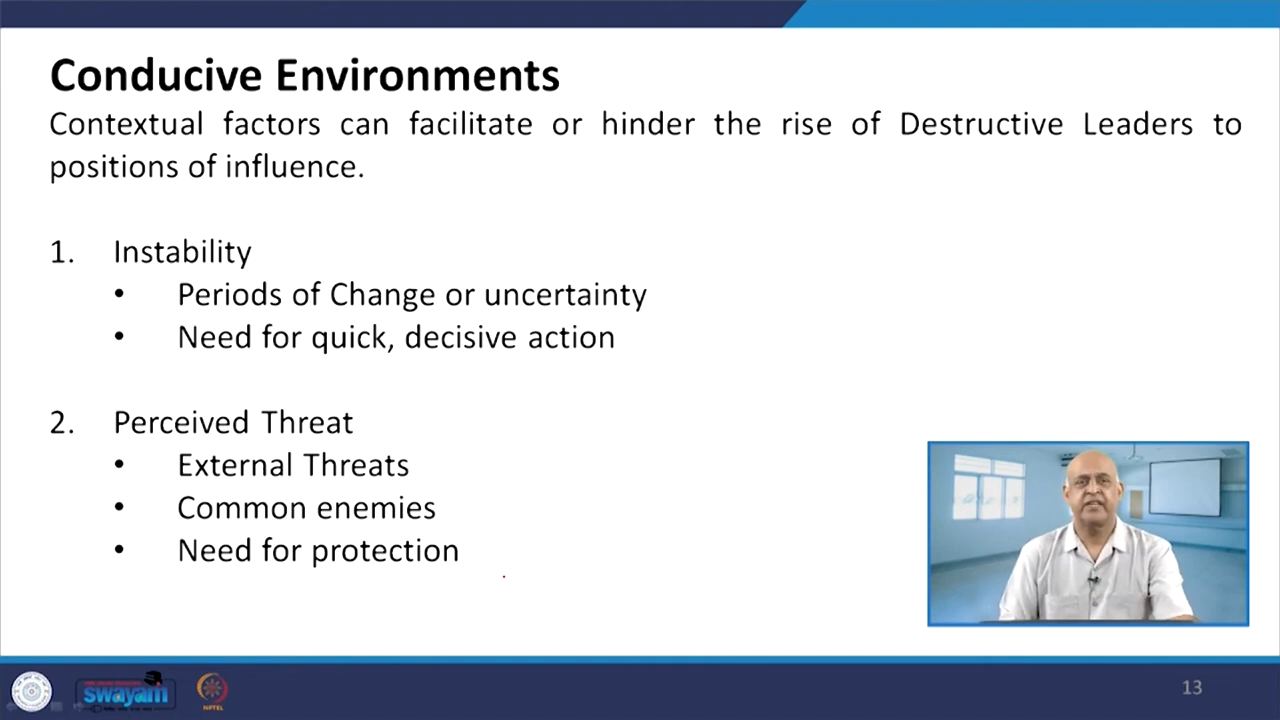 Conducive Environments
Contextual factors can facilitate or hinder the rise of Destructive Leaders to
positions of influence.
1. Instability
• Periods of Change or uncertainty
• Need for quick, decisive action
2. Perceived Threat
• External Threats
• Common enemies
• Need for protection
swayam
NPTEL
13